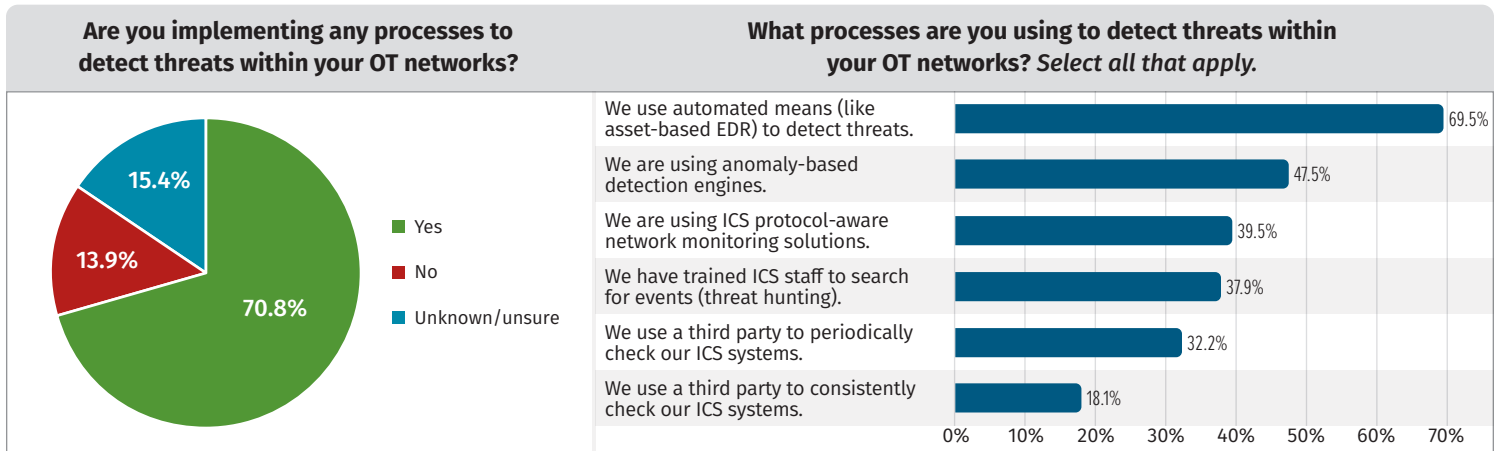 Are you implementing any processes to
detect threats within your OT networks?
15.4%
13.9%
70.8%
Yes
No
Unknown/unsure
What processes are you using to detect threats within
your OT networks? Select all that apply.
We use automated means (like
asset-based EDR) to detect threats.
69.5%
We are using anomaly-based
detection engines.
47.5%
We are using ICS protocol-aware
network monitoring solutions.
39.5%
We have trained ICS staff to search
for events (threat hunting).
37.9%
We use a third party to periodically
check our ICS systems.
32.2%
We use a third party to consistently
check our ICS systems.
18.1%
0% 10% 20% 30% 40% 50% 60% 70%